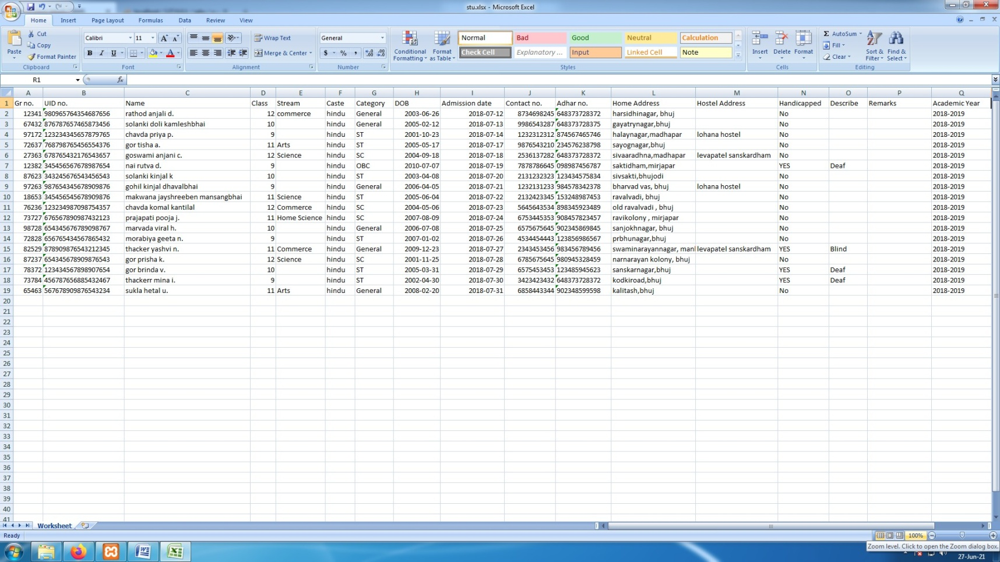 stu.xlsx - Microsoft Excel
Home Insert Page Layout Formulas Data Review View
Cut Calibri 11 Wrap Text General Normal Bad Good Neutral Calculation AutoSum
Copy Fill
Paste Format Painter Merge & Center $ % , Conditional Formatting Format as Table Check Cell Explanatory ... Input Linked Cell Note Insert Delete Format Clear Sort & Filter Find & Select
Clipboard Font Alignment Number Styles Cells Editing
R1 fx
A B C D E F G H I J K L M N O P Q
1 Gr no. UID no. Name Class Stream Caste Category DOB Admission date Contact no. Adhar no. Home Address Hostel Address Handicapped Describe Remarks Academic Year
2 12341 980965764354687656 rathod anjali d. 12 commerce hindu General 2003-06-26 2018-07-12 8734698245 648373728372 harsidhinagar, bhuj No 2018-2019
3 67432 876787657465873456 solanki doli kamleshbhai 10 hindu General 2005-02-12 2018-07-13 9986543287 648373728375 gayatrynagar,bhuj No 2018-2019
4 97172 123234345657879765 chavda priya p. 9 hindu ST 2001-10-23 2018-07-14 1232312312 874567465746 halaynagar,madhapar lohana hostel No 2018-2019
5 72637 768798765456554376 gor tisha a. 11 Arts hindu ST 2005-05-17 2018-07-17 9876543210 234576238798 sayognagar,bhuj No 2018-2019
6 27363 678765432176543657 goswami anjani c. 12 Science hindu SC 2004-09-18 2018-07-18 2536137282 648373728372 sivaaradhna,madhapar levapatel sanskardham No 2018-2019
7 12382 345456567678987654 nai rutva d. 9 hindu OBC 2010-07-07 2018-07-19 7878786645 098987456787 saktidham,mirjapar YES Deaf 2018-2019
8 87623 343245676543456543 solanki kinjal k 10 hindu ST 2003-04-08 2018-07-20 2131232323 123434575834 sivsakti,bhujodi No 2018-2019
9 97263 987654345678909876 gohil kinjal dhavalbhai 9 hindu General 2006-04-05 2018-07-21 1232131233 984578342378 bharvad vas, bhuj lohana hostel No 2018-2019
10 18653 345456545678909876 makwana jayshreeben mansangbhai 11 Science hindu ST 2005-06-04 2018-07-22 2132423345 153248987453 ravalvadi, bhuj No 2018-2019
11 76236 123234987098754357 chavda komal kantilal 12 Commerce hindu SC 2004-05-06 2018-07-23 5645643534 898345923489 old ravalvadi , bhuj No 2018-2019
12 73727 676567890987432123 prajapati pooja j. 11 Home Science hindu SC 2007-08-09 2018-07-24 6753445353 908457823457 ravikolony , mirjapar No 2018-2019
13 98728 654345676789098767 marvada viral h. 10 hindu General 2006-07-08 2018-07-25 6575675645 902345869845 sanjokhnagar, bhuj No 2018-2019
14 72828 656765434567865432 morabiya geeta n. 9 hindu ST 2007-01-02 2018-07-26 4534454443 123856986567 prbhunagar,bhuj No 2018-2019
15 82529 878909876543212345 thacker yashvi n. 11 Commerce hindu General 2009-12-23 2018-07-27 2343453456 983456789456 swaminarayannagar, manl levapatel sanskardham YES Blind 2018-2019
16 87237 654345678909876543 gor prisha k. 12 Science hindu SC 2001-11-25 2018-07-28 6785675645 980945328459 narnarayan kolony, bhuj No 2018-2019
17 78372 123434567898907654 gor brinda v. 10 hindu ST 2005-03-31 2018-07-29 6575453453 123485945623 sanskarnagar,bhuj YES Deaf 2018-2019
18 73784 456787656885432467 thackerr mina i. 9 hindu ST 2002-04-30 2018-07-30 3423423432 648373728372 kodkiroad,bhuj YES Deaf 2018-2019
19 65463 567678909876543234 sukla hetal u. 11 Arts hindu General 2008-02-20 2018-07-31 6858443344 902348599598 kalitash,bhuj No 2018-2019
20
21
22
23
24
25
26
27
28
29
30
31
32
33
34
35
36
37
38
39
40
41
Worksheet
Ready 100%
Zoom level. Click to open the Zoom dialog box.
27-Jun-21